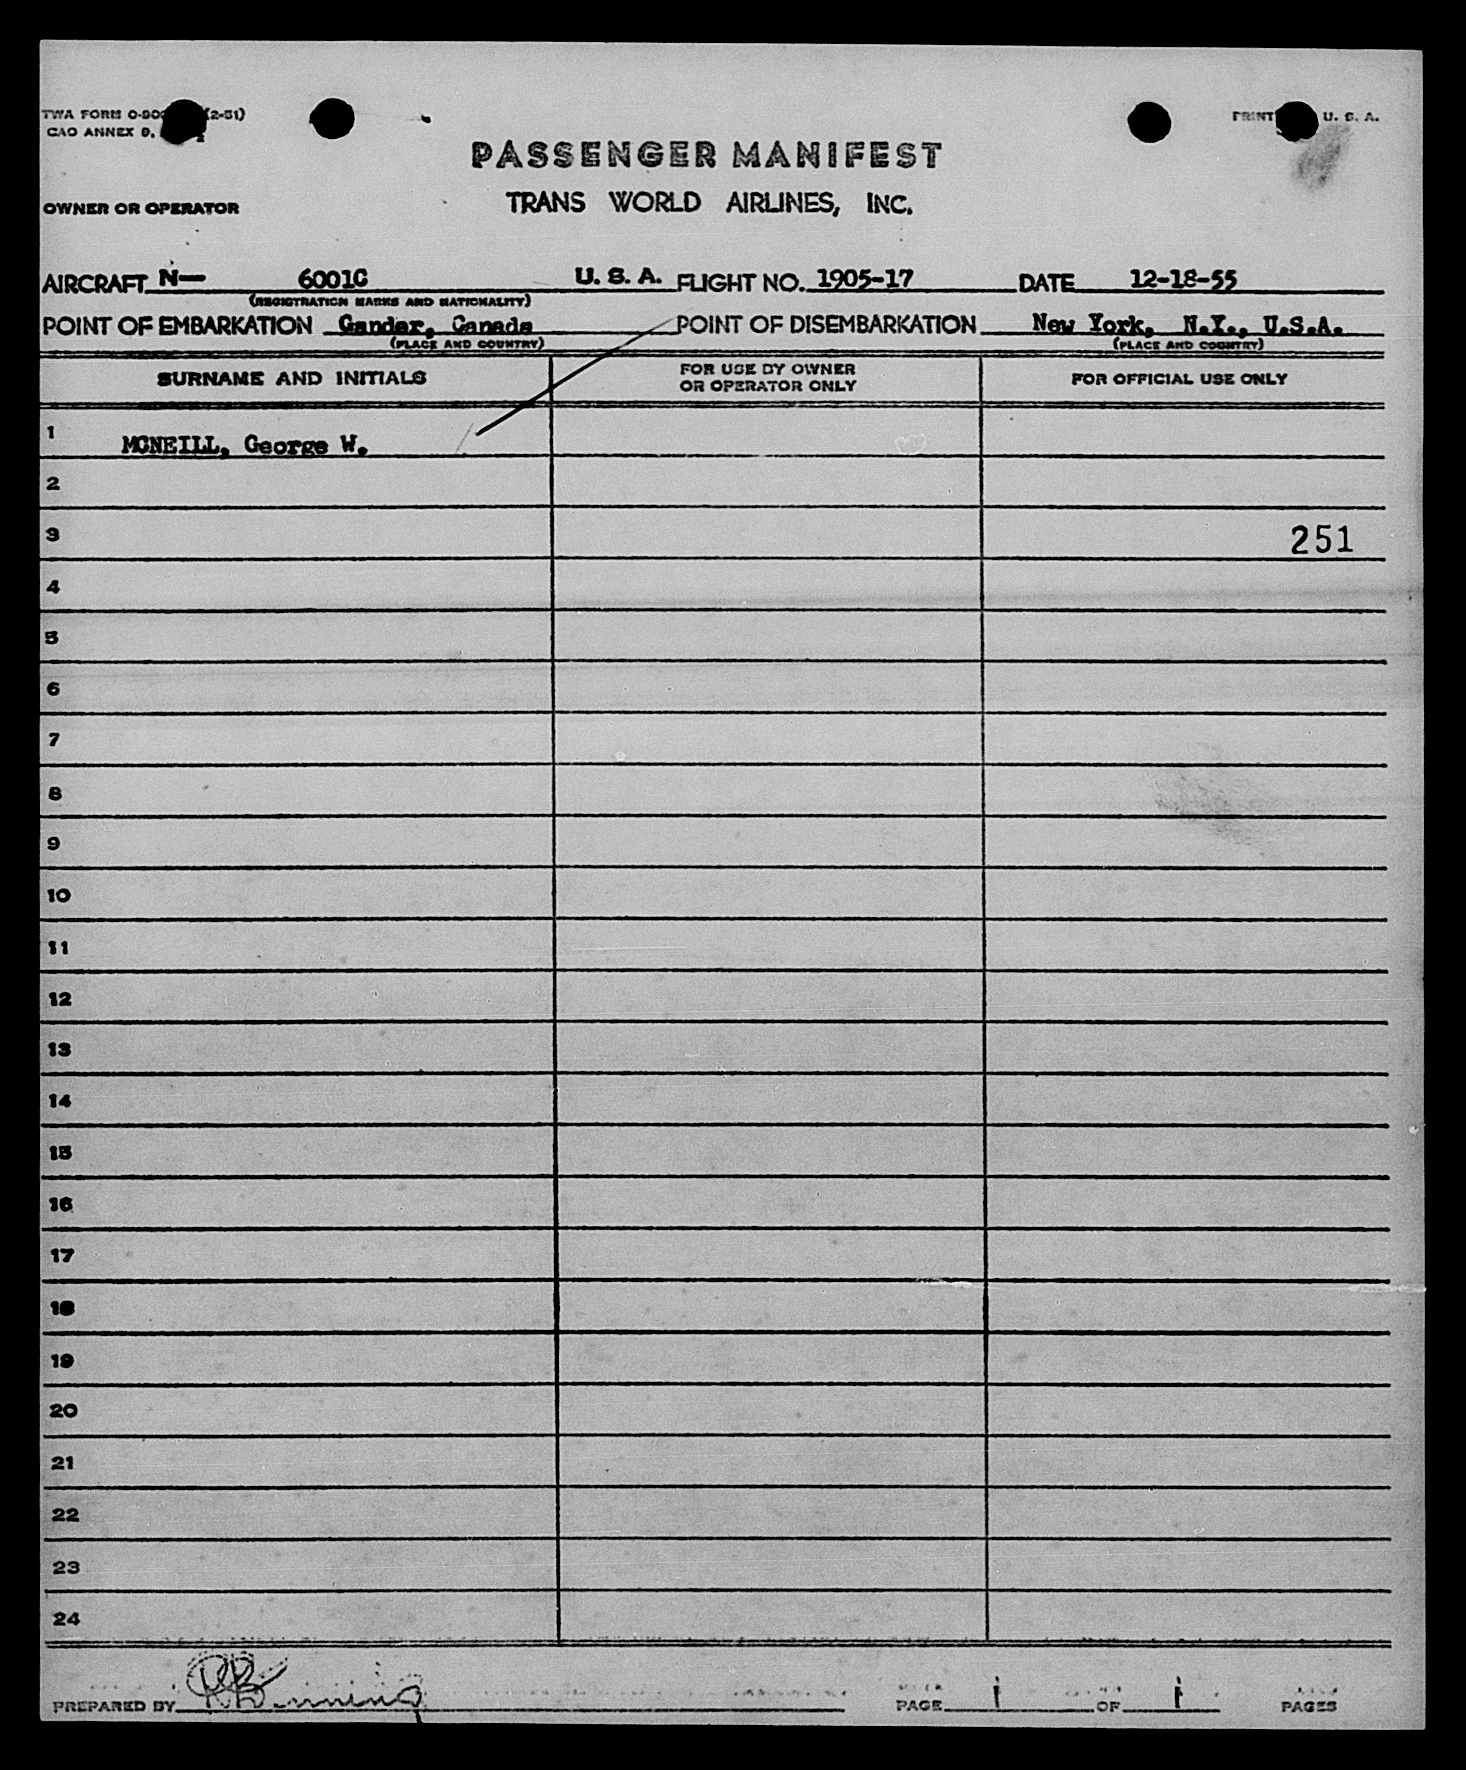 TWA FORM O-90 (2-51) PRINT U. S. A.
CAO ANNEX 9,
PASSENGER MANIFEST
OWNER OR OPERATOR TRANS WORLD AIRLINES, INC.
AIRCRAFT N— 6001C U. S. A. FLIGHT NO. 1905-17 DATE 12-18-55
(REGISTRATION MARKS AND NATIONALITY)
POINT OF EMBARKATION Gander, Canada POINT OF DISEMBARKATION New York, N.Y., U.S.A.
(PLACE AND COUNTRY) (PLACE AND COUNTRY)
SURNAME AND INITIALS FOR USE BY OWNER OR OPERATOR ONLY FOR OFFICIAL USE ONLY
1 MCNEILL, George W.
2
3 251
4
5
6
7
8
9
10
11
12
13
14
15
16
17
18
19
20
21
22
23
24
PREPARED BY PAGE 1 OF 1 PAGES